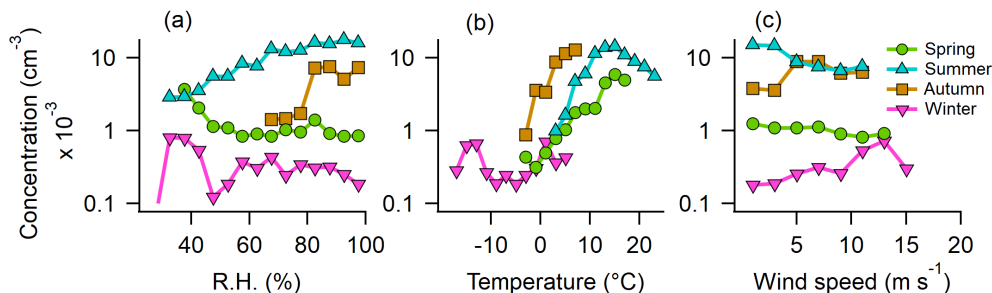 (a)
(b)
(c)
Concentration (cm⁻³)
x 10⁻³
10
1
0.1
40
60
80
100
R.H. (%)
10
1
0.1
-10
0
10
20
Temperature (°C)
10
1
0.1
5
10
15
20
Wind speed (m s⁻¹)
Spring
Summer
Autumn
Winter